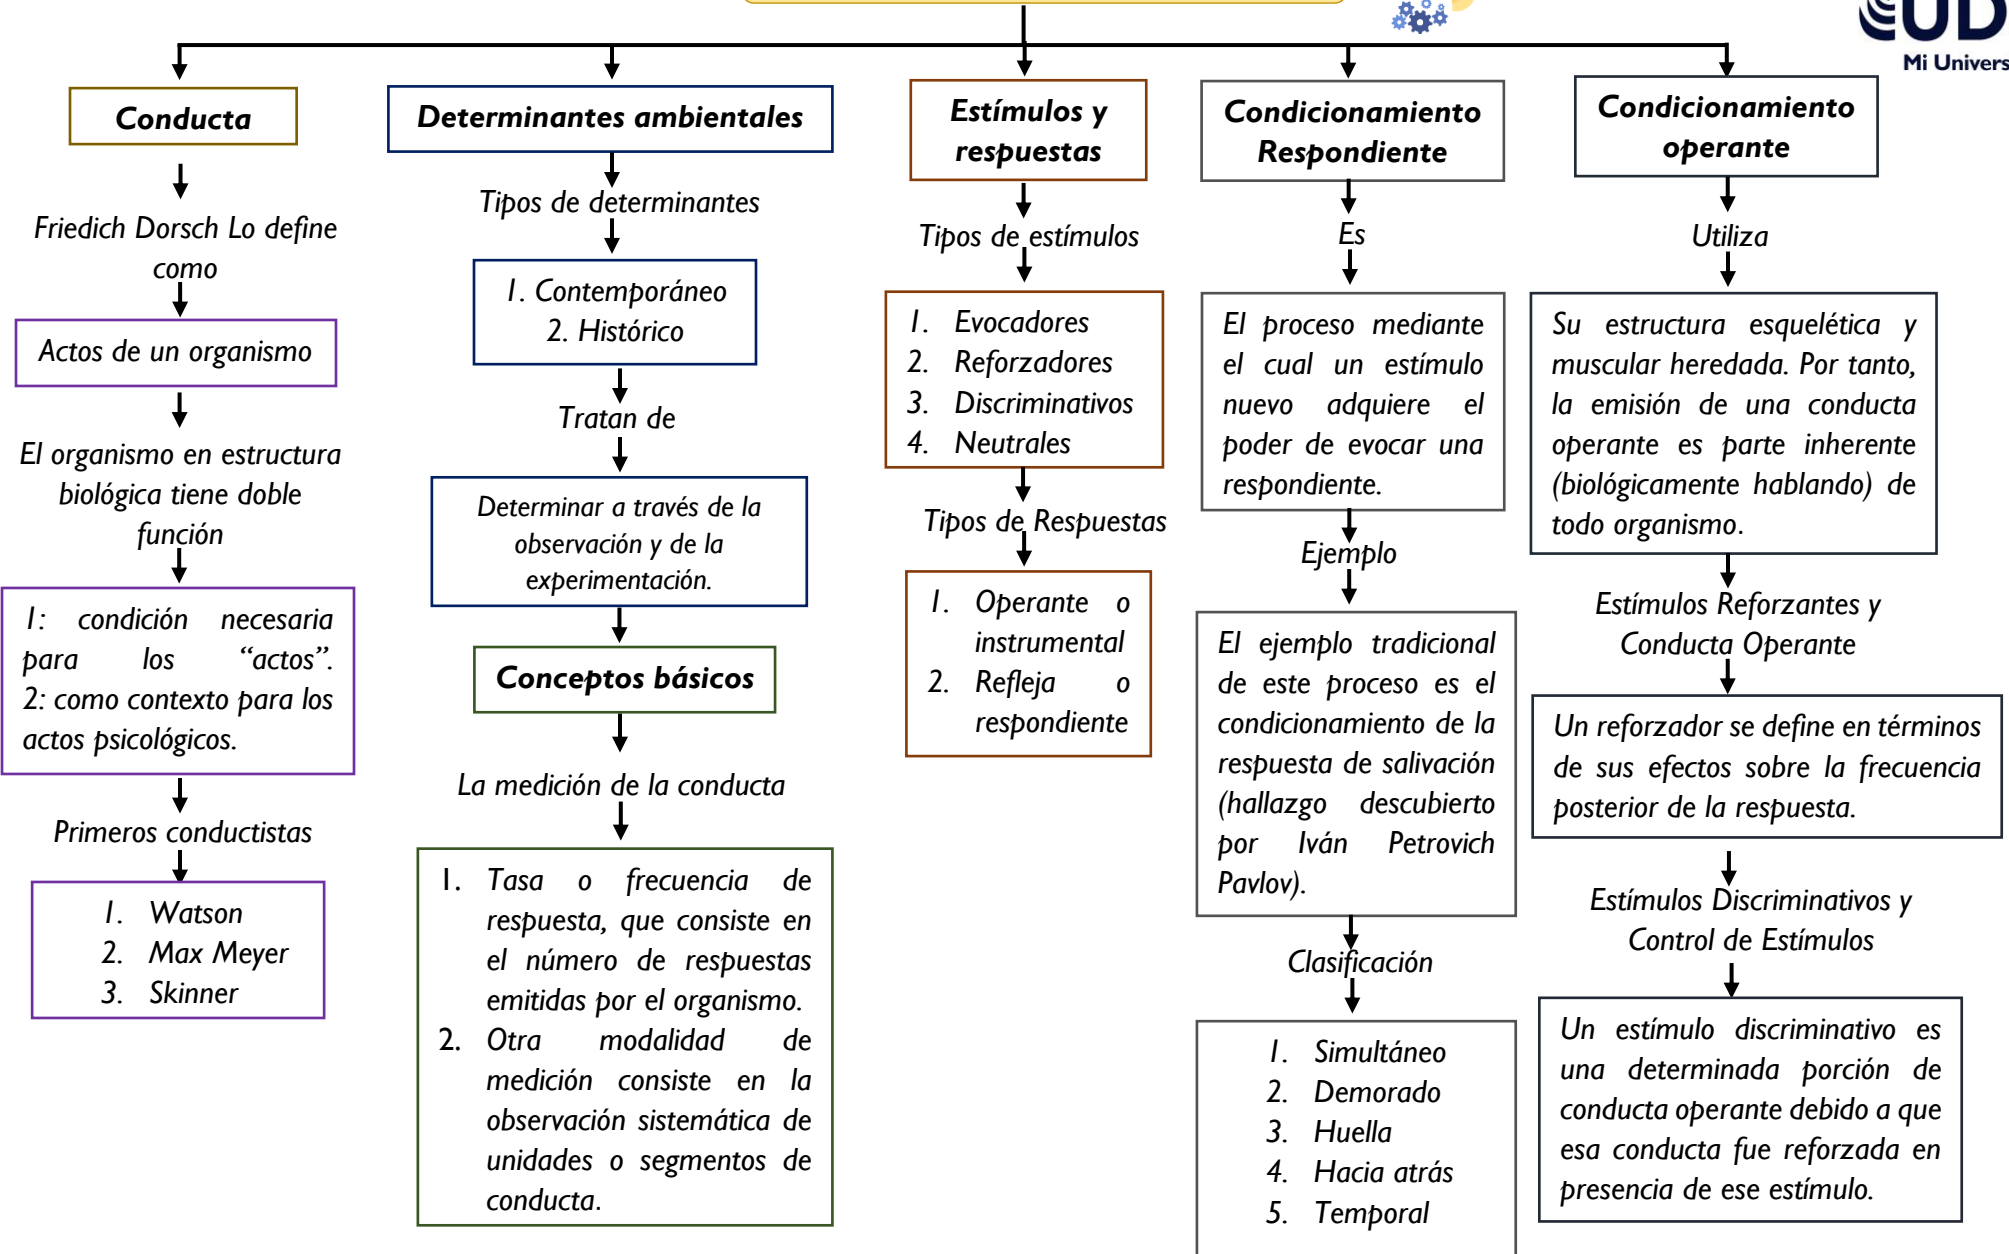 UD
Mi Univers
Conducta
Friedich Dorsch Lo define
como
Actos de un organismo
El organismo en estructura
biológica tiene doble
función
1: condición necesaria
para los “actos”.
2: como contexto para los
actos psicológicos.
Primeros conductistas
1. Watson
2. Max Meyer
3. Skinner
Determinantes ambientales
Tipos de determinantes
1. Contemporáneo
2. Histórico
Tratan de
Determinar a través de la
observación y de la
experimentación.
Conceptos básicos
La medición de la conducta
1. Tasa o frecuencia de
respuesta, que consiste en
el número de respuestas
emitidas por el organismo.
2. Otra modalidad de
medición consiste en la
observación sistemática de
unidades o segmentos de
conducta.
Estímulos y
respuestas
Tipos de estímulos
1. Evocadores
2. Reforzadores
3. Discriminativos
4. Neutrales
Tipos de Respuestas
1. Operante o
instrumental
2. Refleja o
respondiente
Condicionamiento
Respondiente
Es
El proceso mediante
el cual un estímulo
nuevo adquiere el
poder de evocar una
respondiente.
Ejemplo
El ejemplo tradicional
de este proceso es el
condicionamiento de la
respuesta de salivación
(hallazgo descubierto
por Iván Petrovich
Pavlov).
Clasificación
1. Simultáneo
2. Demorado
3. Huella
4. Hacia atrás
5. Temporal
Condicionamiento
operante
Utiliza
Su estructura esquelética y
muscular heredada. Por tanto,
la emisión de una conducta
operante es parte inherente
(biológicamente hablando) de
todo organismo.
Estímulos Reforzantes y
Conducta Operante
Un reforzador se define en términos
de sus efectos sobre la frecuencia
posterior de la respuesta.
Estímulos Discriminativos y
Control de Estímulos
Un estímulo discriminativo es
una determinada porción de
conducta operante debido a que
esa conducta fue reforzada en
presencia de ese estímulo.